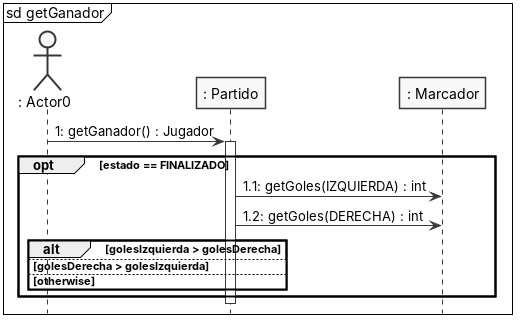 sd getGanador
: Actor0
: Partido
: Marcador
1: getGanador() : Jugador
opt
[estado == FINALIZADO]
1.1: getGoles(IZQUIERDA) : int
1.2: getGoles(DERECHA) : int
alt
[golesIzquierda > golesDerecha]
[golesDerecha > golesIzquierda]
[otherwise]